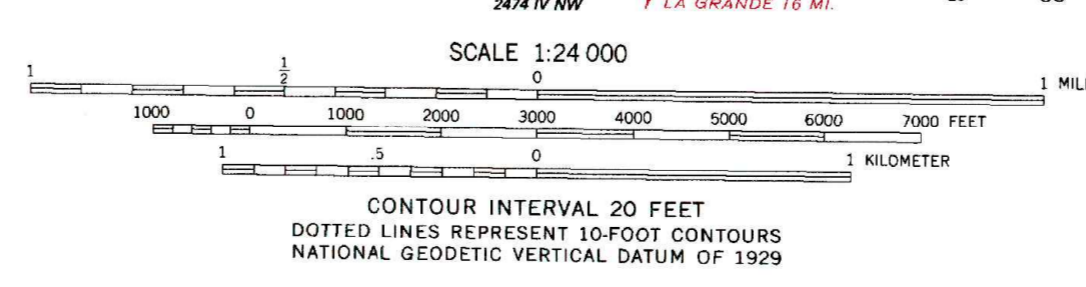 2474 IV NW LA GRANDE 16 MI.
SCALE 1:24 000
1 1/2 0 1 MILE
1000 0 1000 2000 3000 4000 5000 6000 7000 FEET
1 .5 0 1 KILOMETER
CONTOUR INTERVAL 20 FEET
DOTTED LINES REPRESENT 10-FOOT CONTOURS
NATIONAL GEODETIC VERTICAL DATUM OF 1929